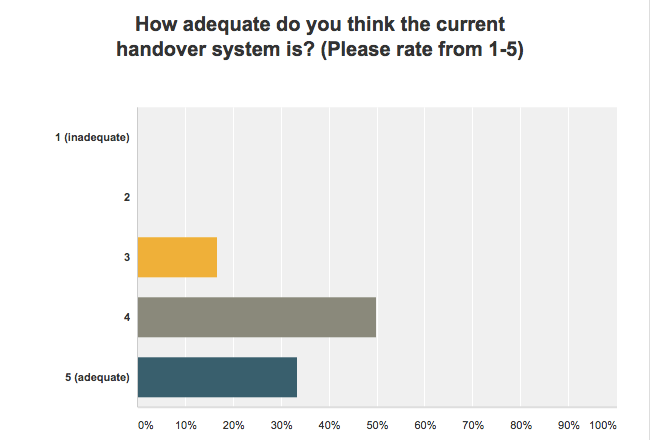 How adequate do you think the current
handover system is? (Please rate from 1-5)
1 (inadequate)
2
3
4
5 (adequate)
0% 10% 20% 30% 40% 50% 60% 70% 80% 90% 100%